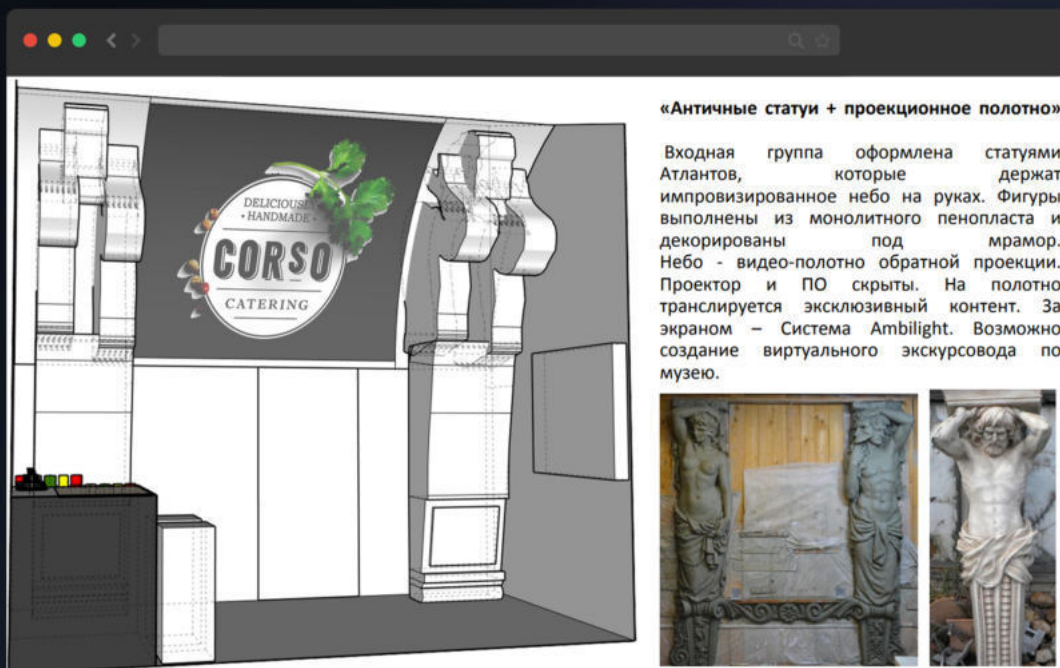 «Античные статуи + проекционное полотно»
Входная группа оформлена статуями
Атлантов, которые держат
импровизированное небо на руках. Фигуры
выполнены из монолитного пенопласта и
декорированы под мрамор.
Небо - видео-полотно обратной проекции.
Проектор и ПО скрыты. На полотно
транслируется эксклюзивный контент. За
экраном – Система Ambilight. Возможно
создание виртуального экскурсовода по
музею.
DELICIOUSLY
• HANDMADE •
CORSO
CATERING